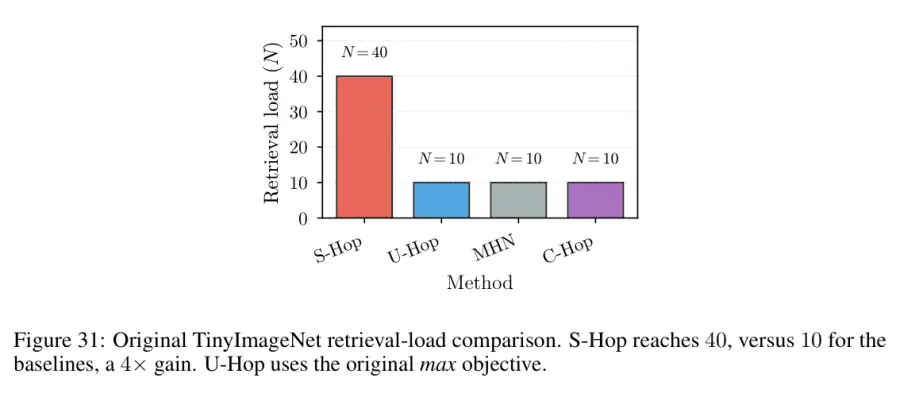 50
40
30
20
10
0
Retrieval load (N)
N = 40
N = 10
N = 10
N = 10
S-Hop
U-Hop
MHN
C-Hop
Method
Figure 31: Original TinyImageNet retrieval-load comparison. S-Hop reaches 40, versus 10 for the
baselines, a 4× gain. U-Hop uses the original max objective.